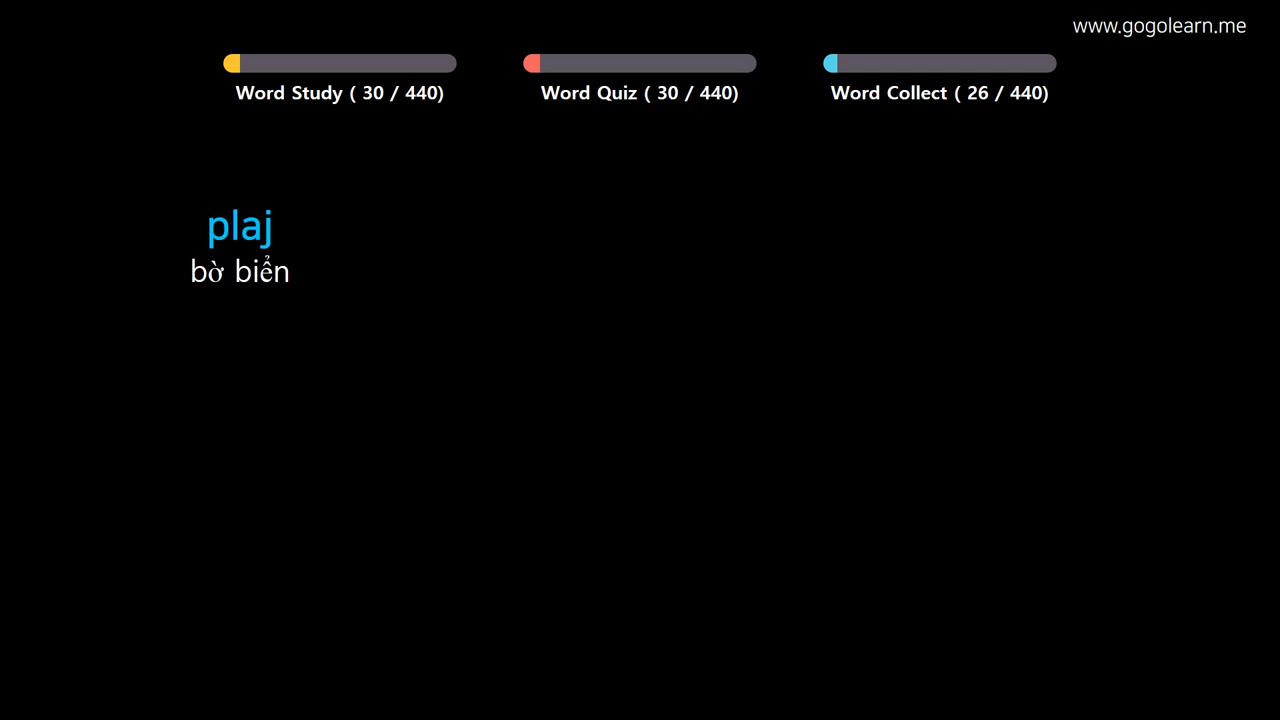 www.gogolearn.me
Word Study ( 30 / 440)
Word Quiz ( 30 / 440)
Word Collect ( 26 / 440)
plaj
bờ biển